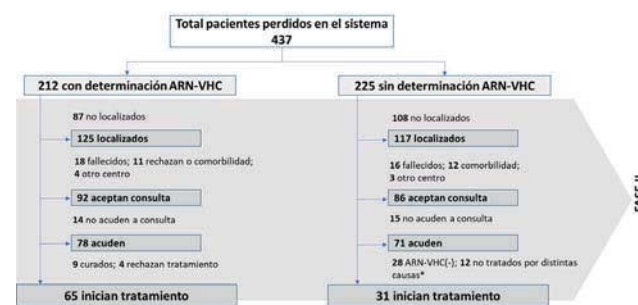 Total pacientes perdidos en el sistema
437
212 con determinación ARN-VHC
87 no localizados
125 localizados
18 fallecidos; 11 rechazan o comorbilidad;
4 otro centro
92 aceptan consulta
14 no acuden a consulta
78 acuden
9 curados; 4 rechazan tratamiento
65 inician tratamiento
225 sin determinación ARN-VHC
108 no localizados
117 localizados
16 fallecidos; 12 comorbilidad;
3 otro centro
86 aceptan consulta
15 no acuden a consulta
71 acuden
28 ARN-VHC(-); 12 no tratados por distintas
causas*
31 inician tratamiento
FASE II